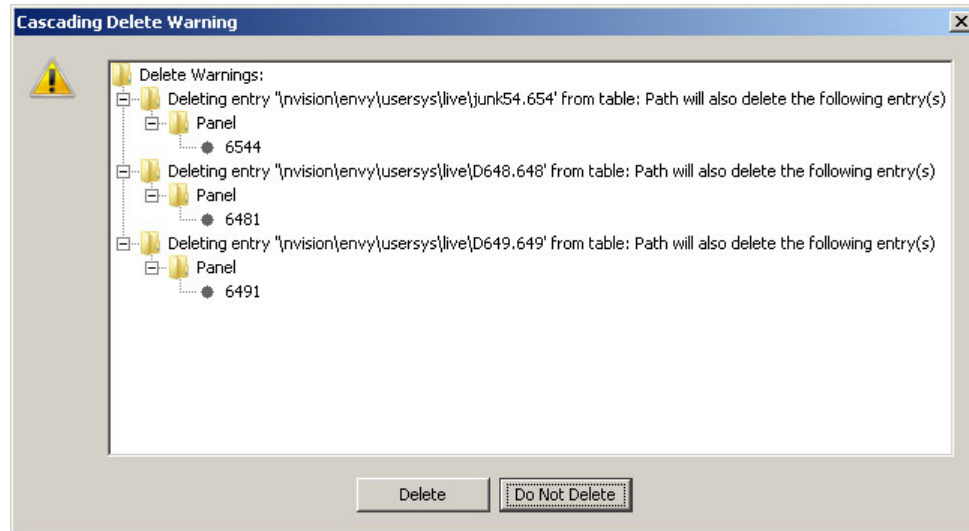 Cascading Delete Warning
Delete Warnings:
Deleting entry "\nvision\envy\usersys\live\junk54.654' from table: Path will also delete the following entry(s)
Panel
6544
Deleting entry "\nvision\envy\usersys\live\D648.648' from table: Path will also delete the following entry(s)
Panel
6481
Deleting entry "\nvision\envy\usersys\live\D649.649' from table: Path will also delete the following entry(s)
Panel
6491
Delete Do Not Delete